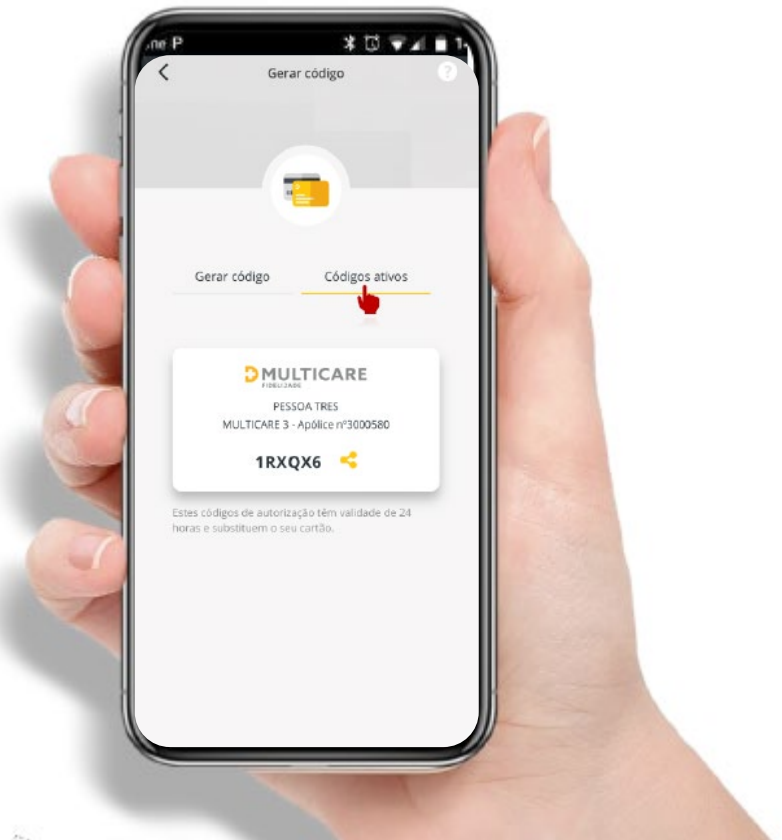 ne P
Gerar código
?
Gerar código
Códigos ativos
MULTICARE
FIDELIDADE
PESSOA TRES
MULTICARE 3 - Apólice nº3000580
1RXQX6
Estes códigos de autorização têm validade de 24
horas e substituem o seu cartão.